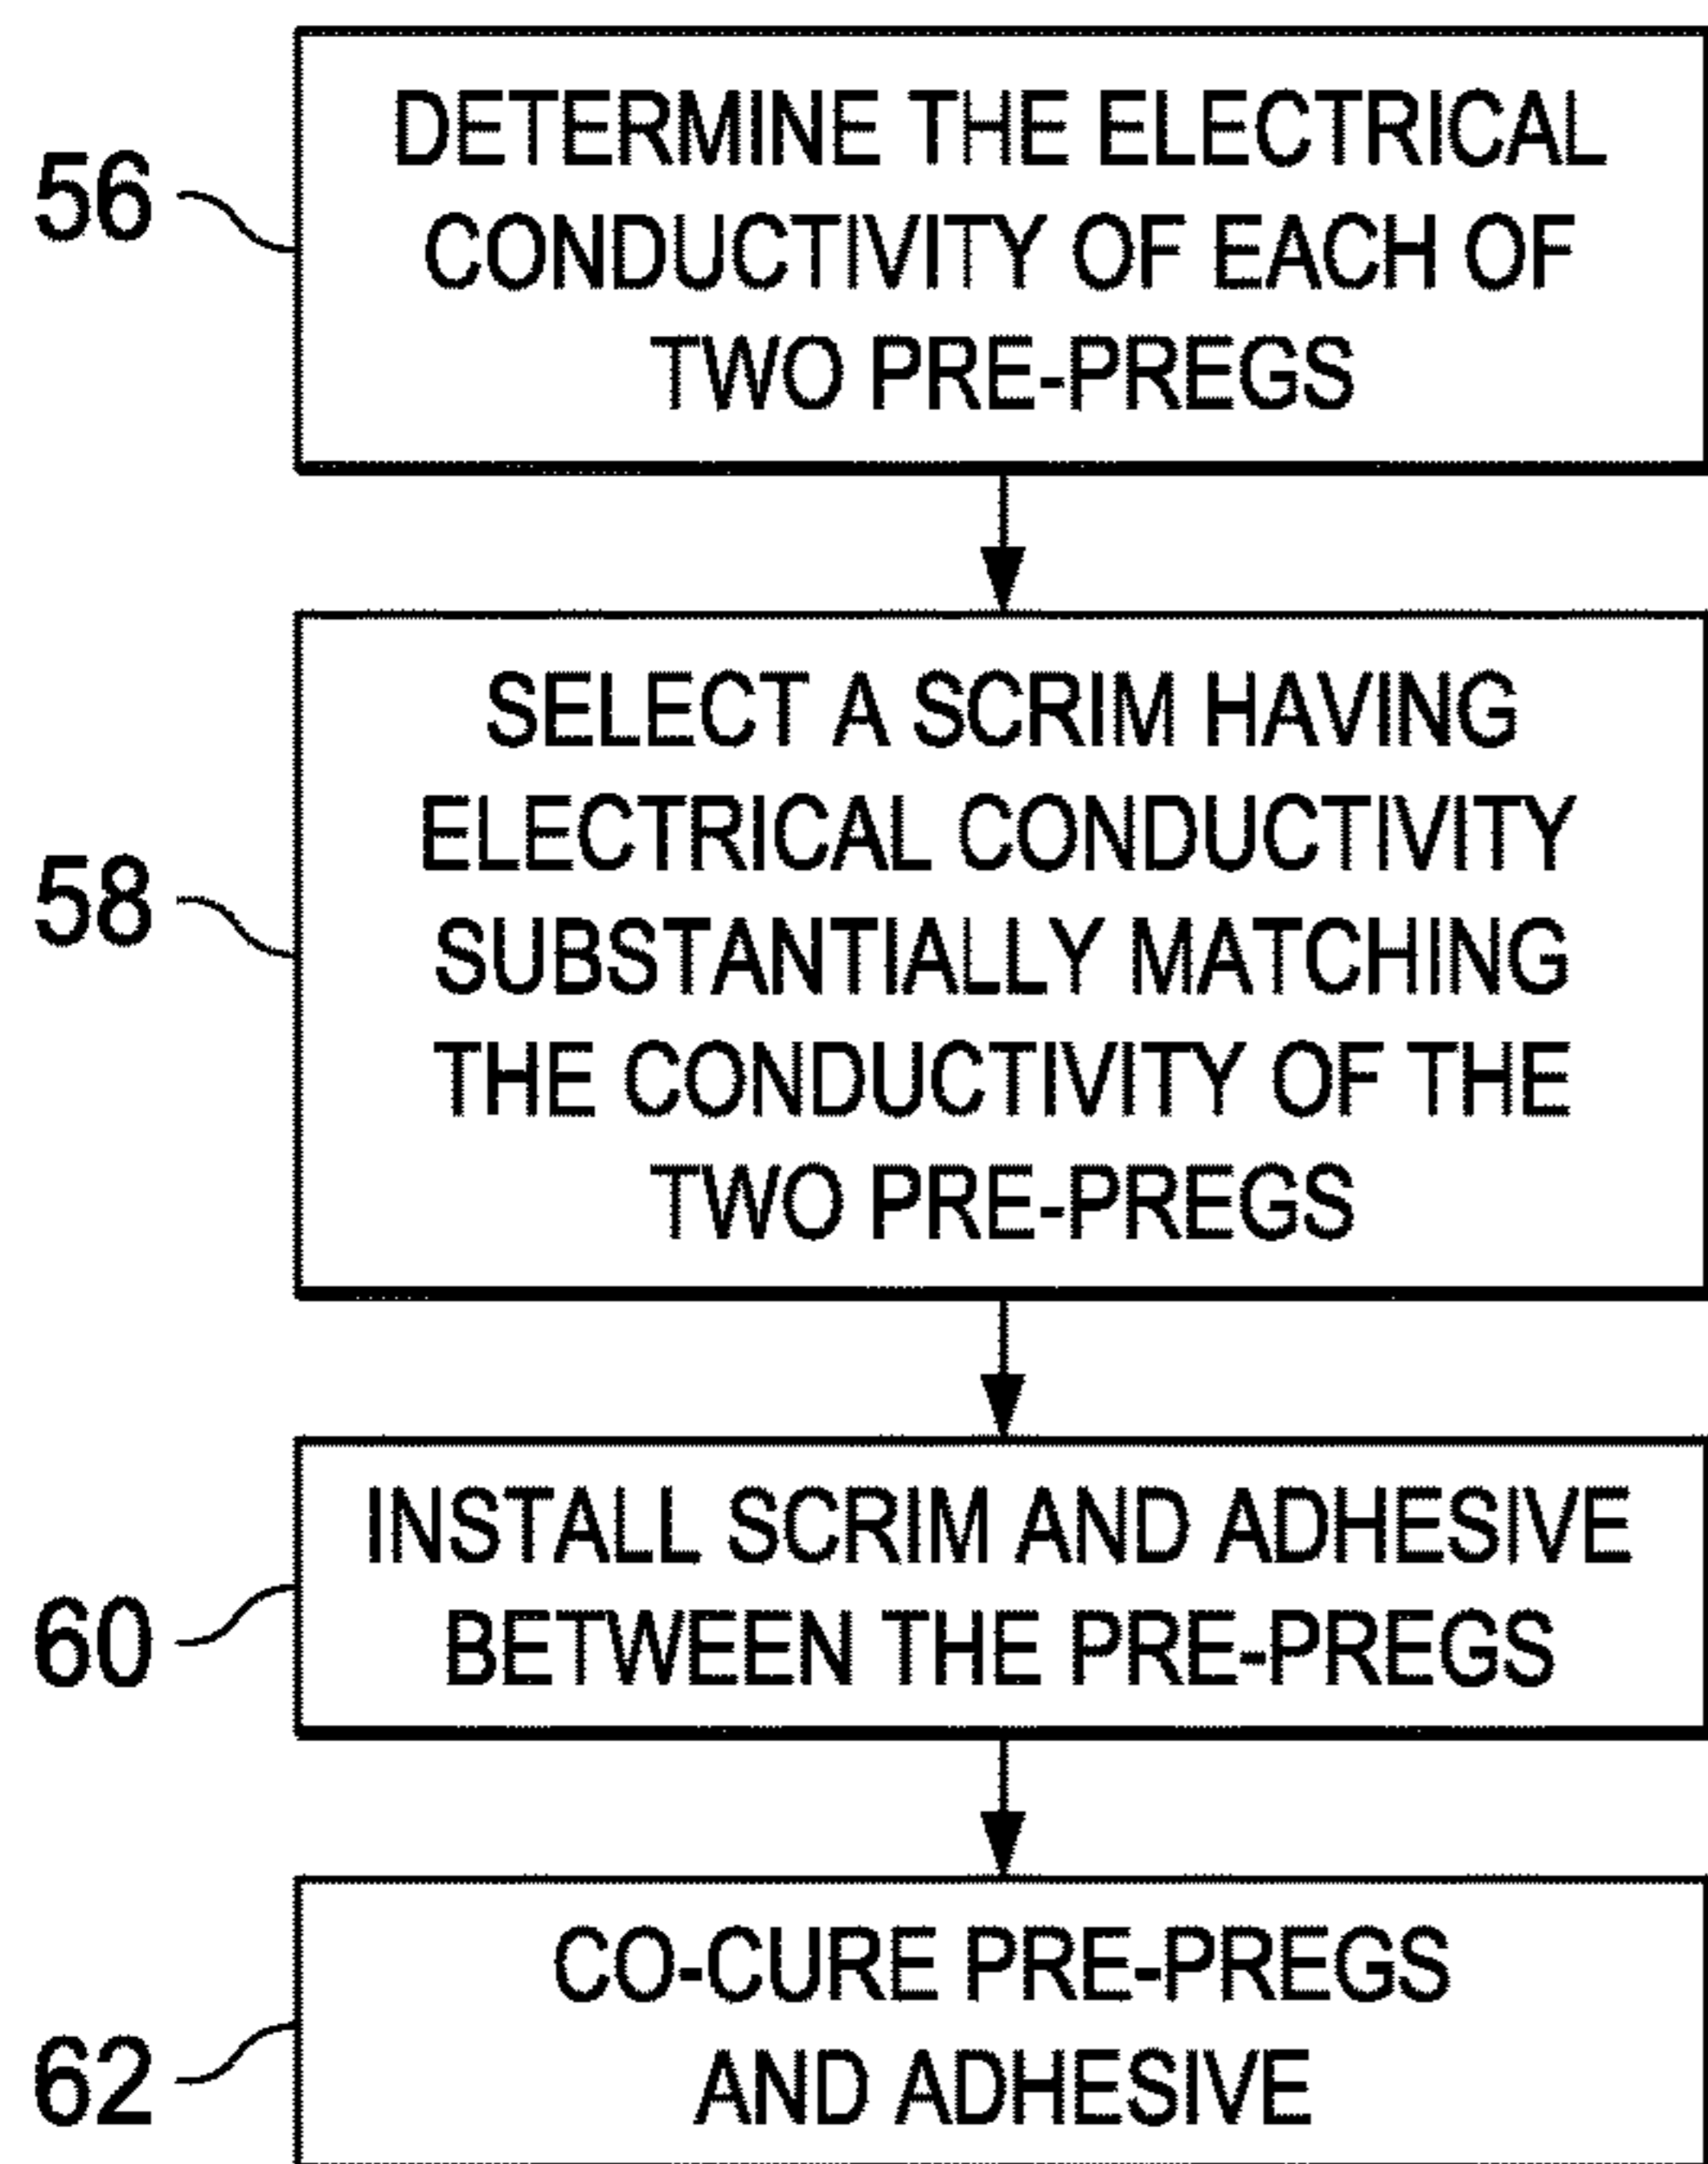 56
DETERMINE THE ELECTRICAL
CONDUCTIVITY OF EACH OF
TWO PRE-PREGS
58
SELECT A SCRIM HAVING
ELECTRICAL CONDUCTIVITY
SUBSTANTIALLY MATCHING
THE CONDUCTIVITY OF THE
TWO PRE-PREGS
60
INSTALL SCRIM AND ADHESIVE
BETWEEN THE PRE-PREGS
62
CO-CURE PRE-PREGS
AND ADHESIVE